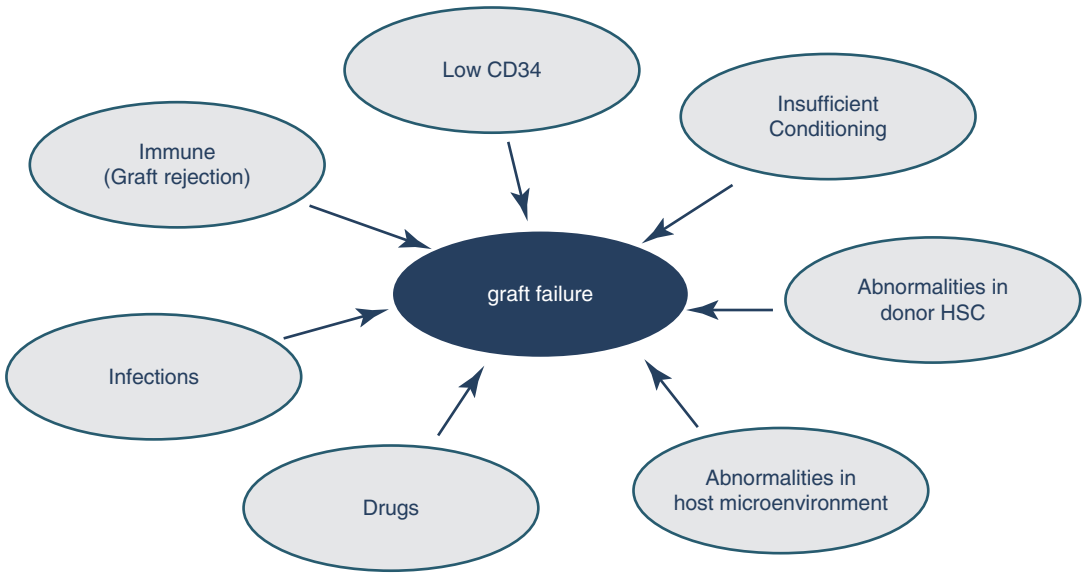 Low CD34
Insufficient
Conditioning
Immune
(Graft rejection)
graft failure
Abnormalities in
donor HSC
Infections
Abnormalities in
host microenvironment
Drugs